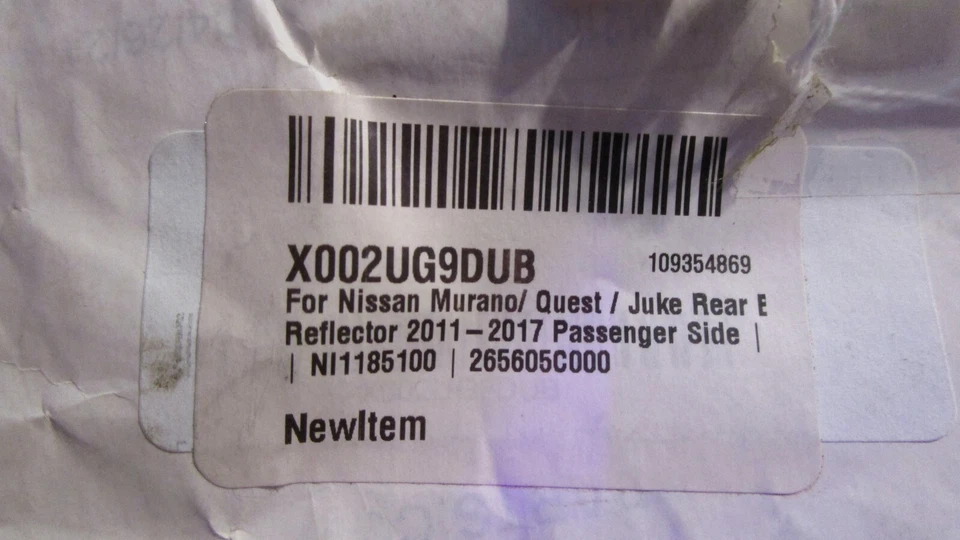 X002UG9DUB 109354869
For Nissan Murano/ Quest / Juke Rear
Reflector 2011-2017 Passenger Side |
| NI1185100 | 265605C000
NewItem